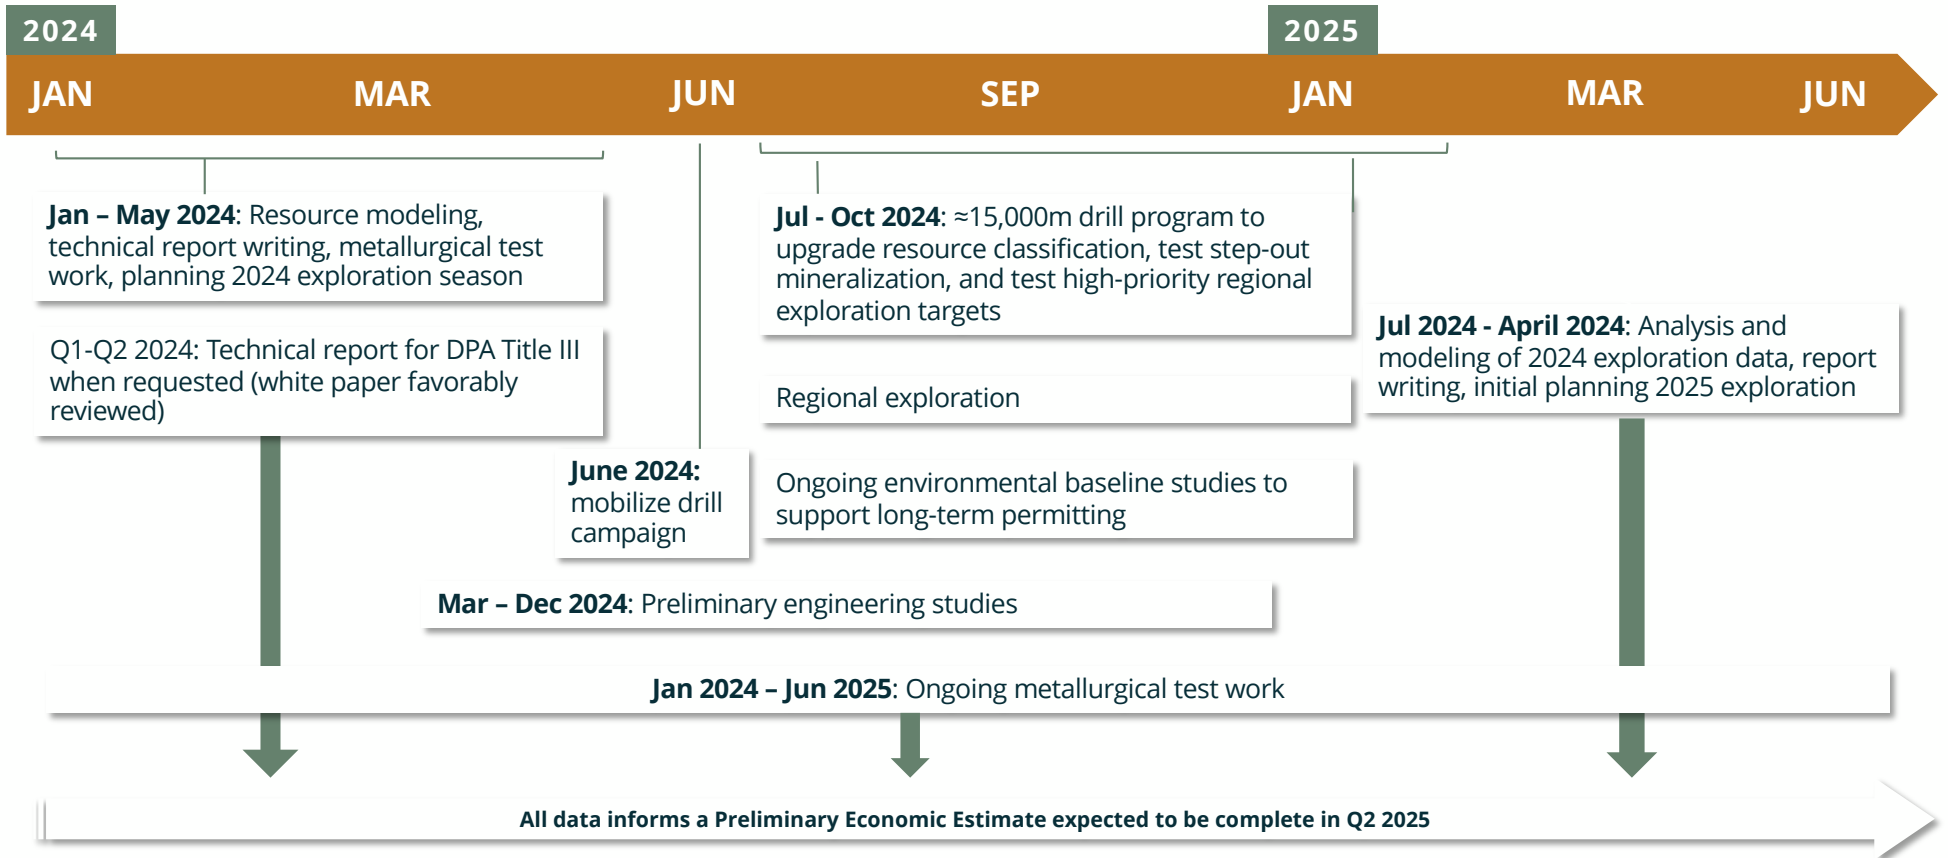 2024
2025
JAN
MAR
JUN
SEP
JAN
MAR
JUN
Jan – May 2024: Resource modeling,
technical report writing, metallurgical test
work, planning 2024 exploration season
Q1-Q2 2024: Technical report for DPA Title III
when requested (white paper favorably
reviewed)
June 2024:
mobilize drill
campaign
Jul - Oct 2024: ≈15,000m drill program to
upgrade resource classification, test step-out
mineralization, and test high-priority regional
exploration targets
Regional exploration
Ongoing environmental baseline studies to
support long-term permitting
Jul 2024 - April 2024: Analysis and
modeling of 2024 exploration data, report
writing, initial planning 2025 exploration
Mar – Dec 2024: Preliminary engineering studies
Jan 2024 – Jun 2025: Ongoing metallurgical test work
All data informs a Preliminary Economic Estimate expected to be complete in Q2 2025